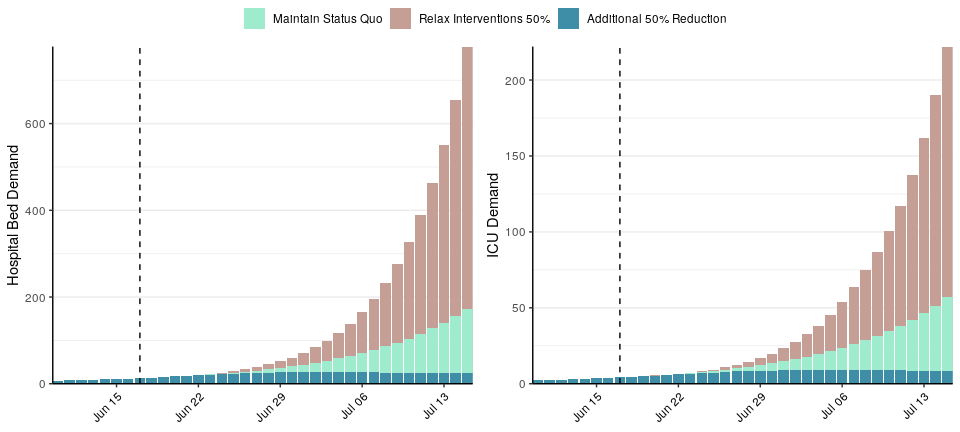 Maintain Status Quo Relax Interventions 50% Additional 50% Reduction
Hospital Bed Demand
600
400
200
0
Jun 15 Jun 22 Jun 29 Jul 06 Jul 13
ICU Demand
200
150
100
50
0
Jun 15 Jun 22 Jun 29 Jul 06 Jul 13